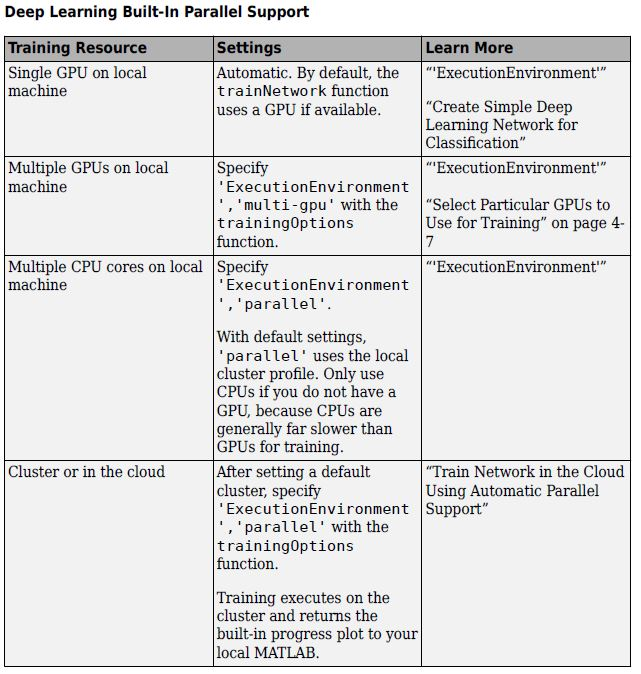 Deep Learning Built-In Parallel Support
Training Resource
Settings
Learn More
Single GPU on local
machine
Automatic. By default, the
trainNetwork function
uses a GPU if available.
“'ExecutionEnvironment'”
“Create Simple Deep
Learning Network for
Classification”
Multiple GPUs on local
machine
Specify
'ExecutionEnvironment
','multi-gpu' with the
trainingOptions
function.
“'ExecutionEnvironment'”
“Select Particular GPUs to
Use for Training” on page 4-
7
Multiple CPU cores on local
machine
Specify
'ExecutionEnvironment
','parallel'.
With default settings,
'parallel' uses the local
cluster profile. Only use
CPUs if you do not have a
GPU, because CPUs are
generally far slower than
GPUs for training.
“'ExecutionEnvironment'”
Cluster or in the cloud
After setting a default
cluster, specify
'ExecutionEnvironment
','parallel' with the
trainingOptions
function.
Training executes on the
cluster and returns the
built-in progress plot to your
local MATLAB.
“Train Network in the Cloud
Using Automatic Parallel
Support”